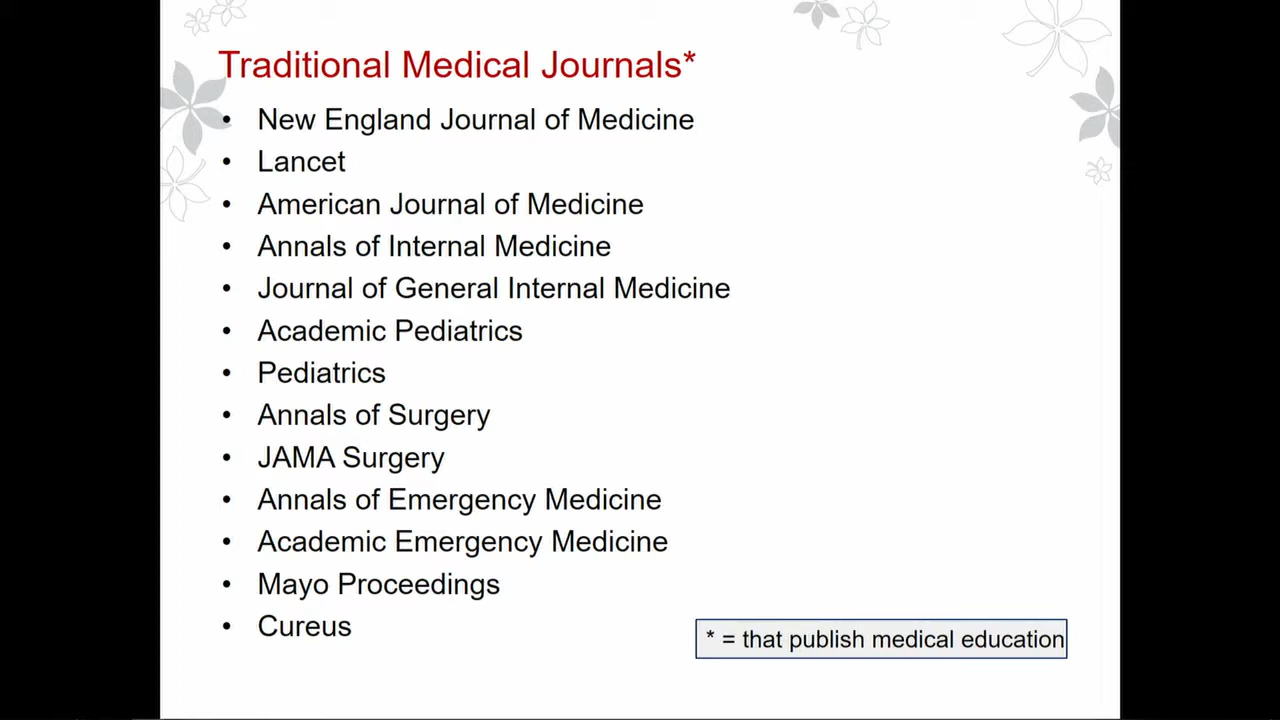 Traditional Medical Journals*
• New England Journal of Medicine
• Lancet
• American Journal of Medicine
• Annals of Internal Medicine
• Journal of General Internal Medicine
• Academic Pediatrics
• Pediatrics
• Annals of Surgery
• JAMA Surgery
• Annals of Emergency Medicine
• Academic Emergency Medicine
• Mayo Proceedings
• Cureus
* = that publish medical education